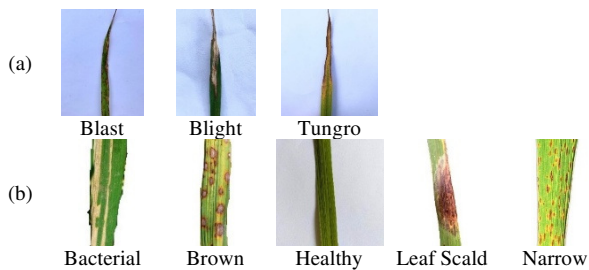 (a)
Blast Blight Tungro
(b)
Bacterial Brown Healthy Leaf Scald Narrow